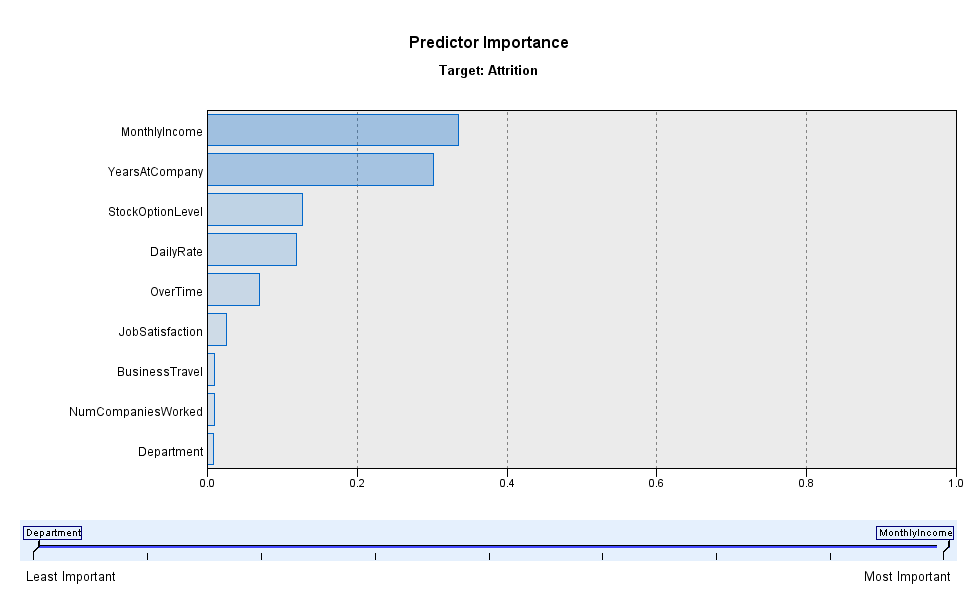 Predictor Importance
Target: Attrition
MonthlyIncome
YearsAtCompany
StockOptionLevel
DailyRate
OverTime
JobSatisfaction
BusinessTravel
NumCompaniesWorked
Department
0.0 0.2 0.4 0.6 0.8 1.0
Department MonthlyIncome
Least Important Most Important